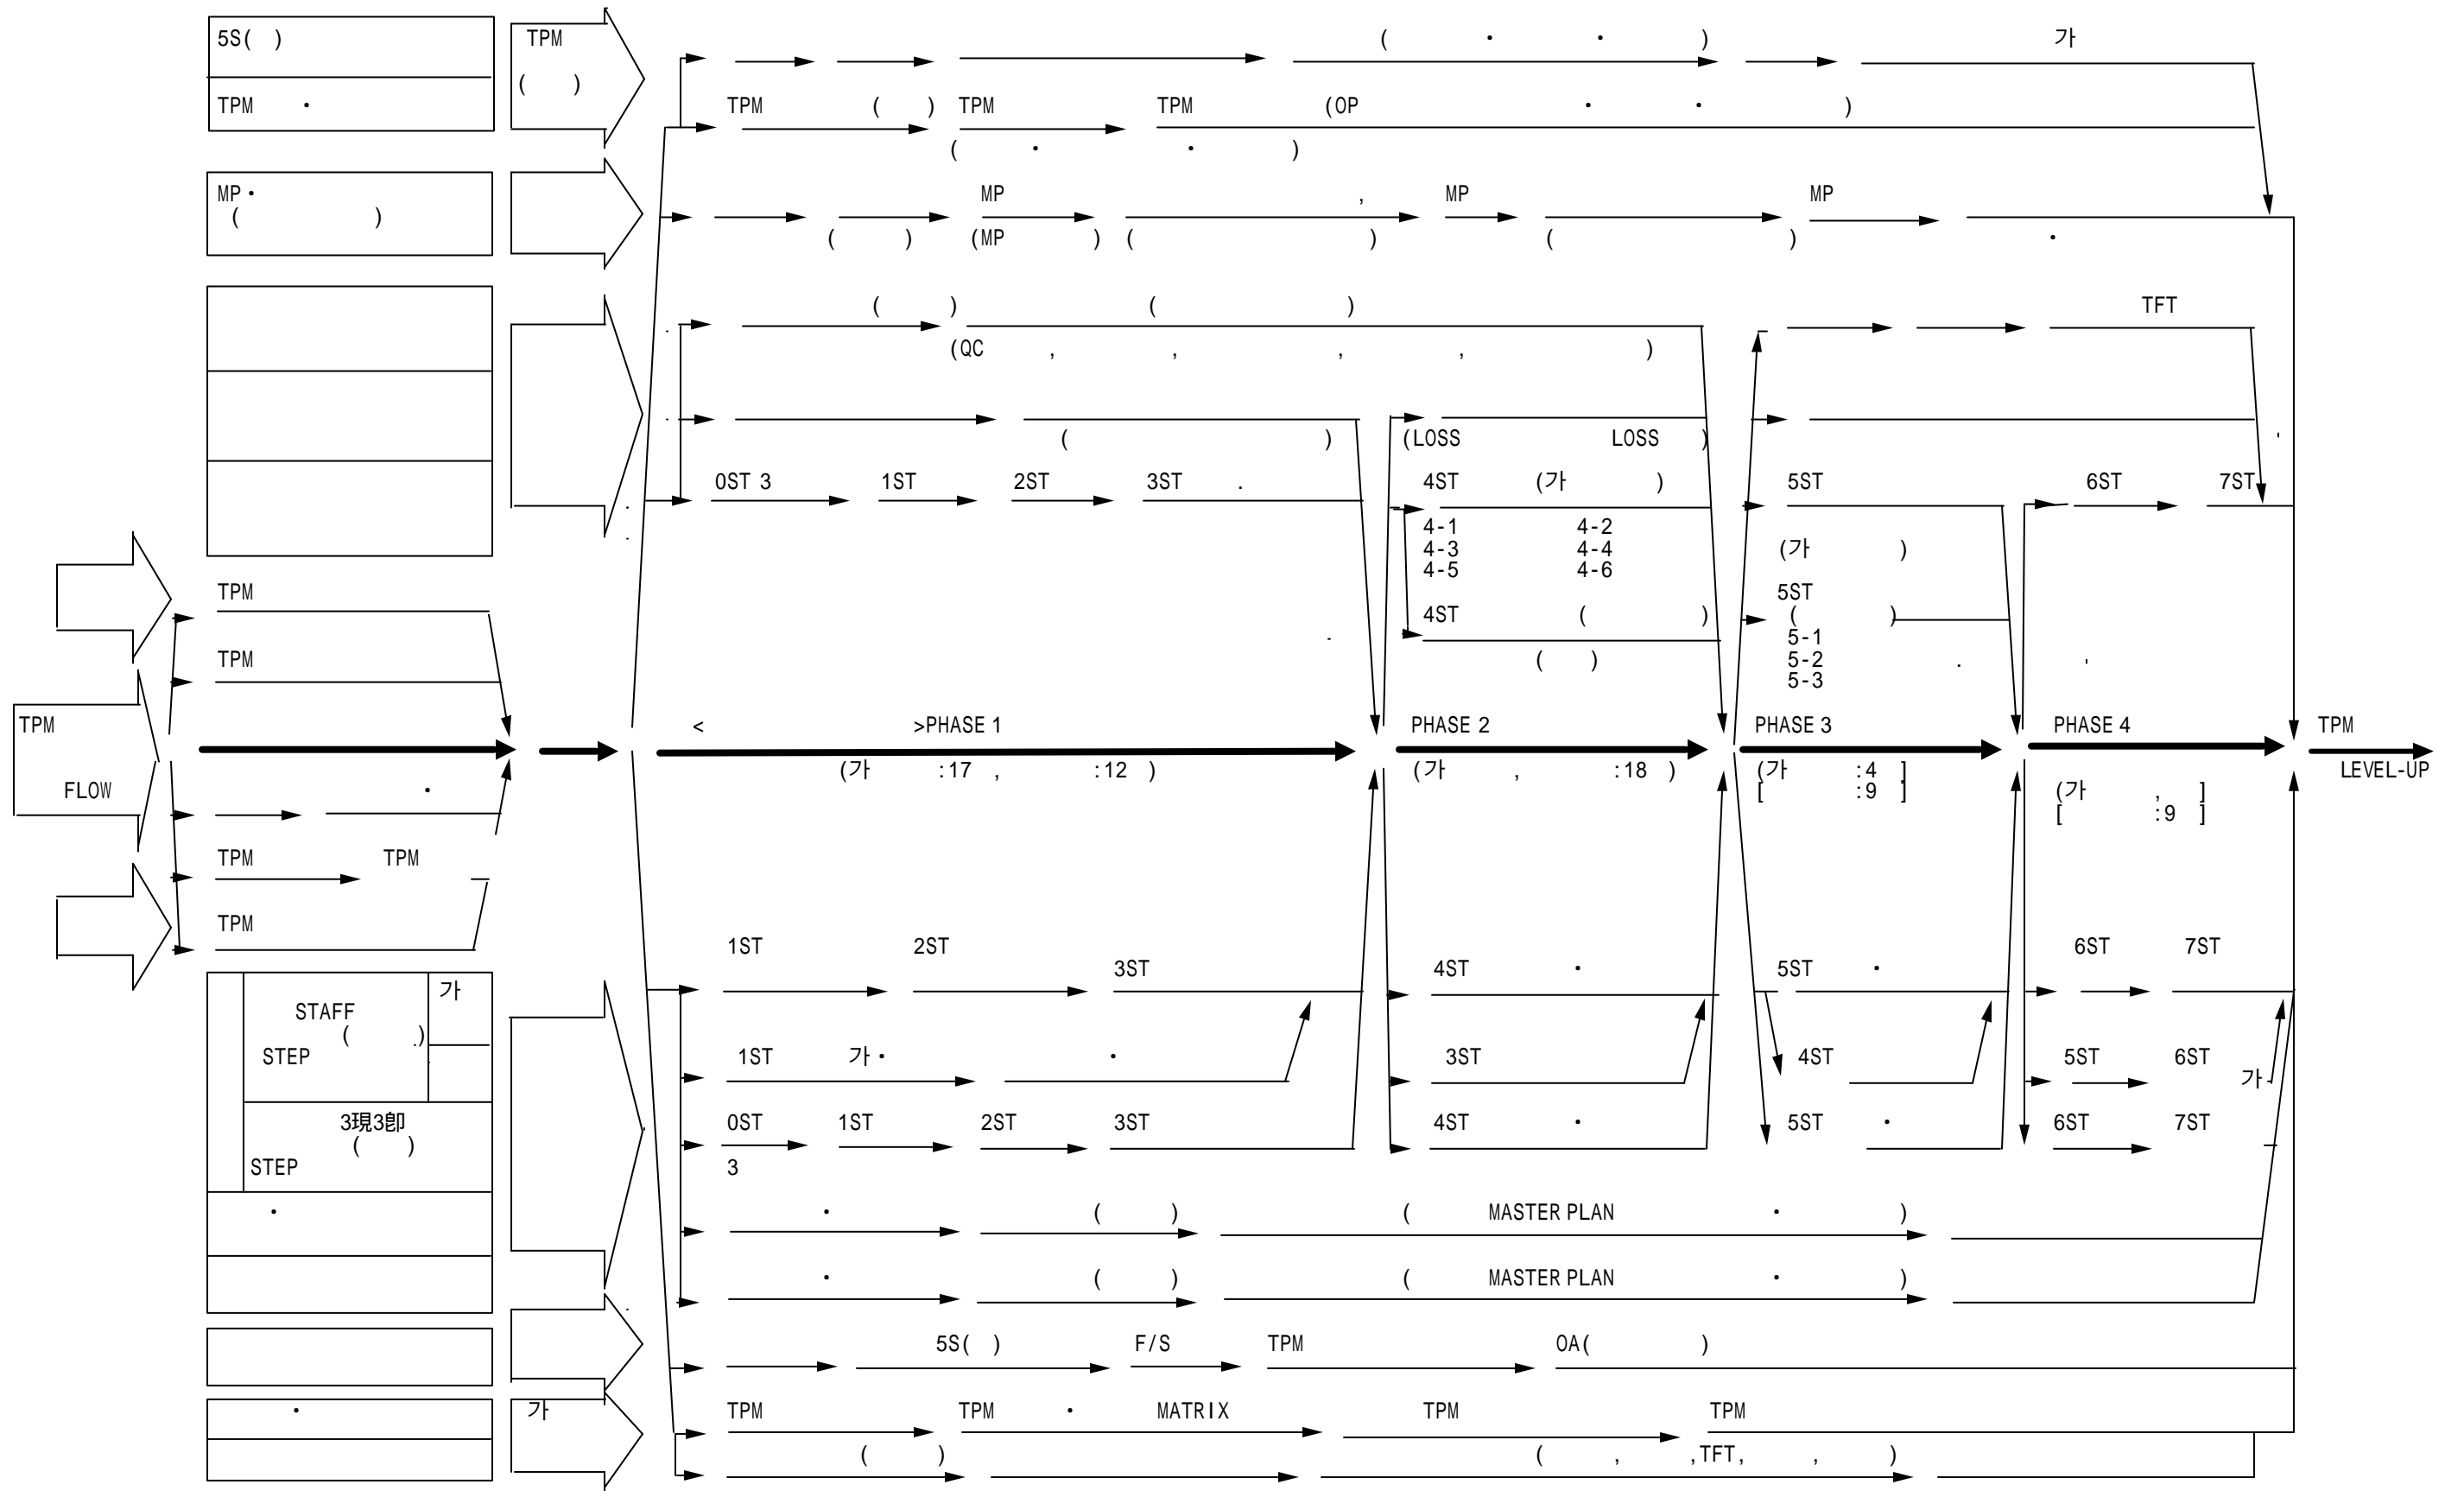 5S( )
TPM ·
TPM
( )
( · · )
가
TPM ( )
TPM
TPM (OP · · )
( · · )
MP·
( )
MP
,
MP
MP
( )
(MP )
( )
( )
·
( )
( )
TFT
(QC , , , , )
( )
(LOSS LOSS )
0ST 3
1ST
2ST
3ST .
4ST (가 )
5ST
6ST
7ST
4-1 4-2
4-3 4-4
4-5 4-6
(가 )
4ST ( )
( )
5ST
( )
5-1
5-2 . '
5-3
TPM
TPM
TPM
FLOW
·
TPM TPM
TPM
< >PHASE 1
(가 :17 , :12 )
PHASE 2
(가 , :18 )
PHASE 3
(가 :4 ]
[ :9 ]
PHASE 4
(가 , ]
[ :9 ]
TPM
LEVEL-UP
STAFF
( .)
STEP
가
3現3卽
( )
STEP
·
1ST
2ST
3ST
4ST ·
5ST ·
6ST
7ST
1ST 가·
·
3ST
4ST
5ST
6ST
가
0ST
3
1ST
2ST
3ST
4ST ·
5ST ·
6ST
7ST
·
( )
( MASTER PLAN · )
·
( )
( MASTER PLAN · )
5S( )
F/S
TPM
OA( )
·
가
TPM
TPM · MATRIX
TPM
TPM
( )
( , ,TFT, , )